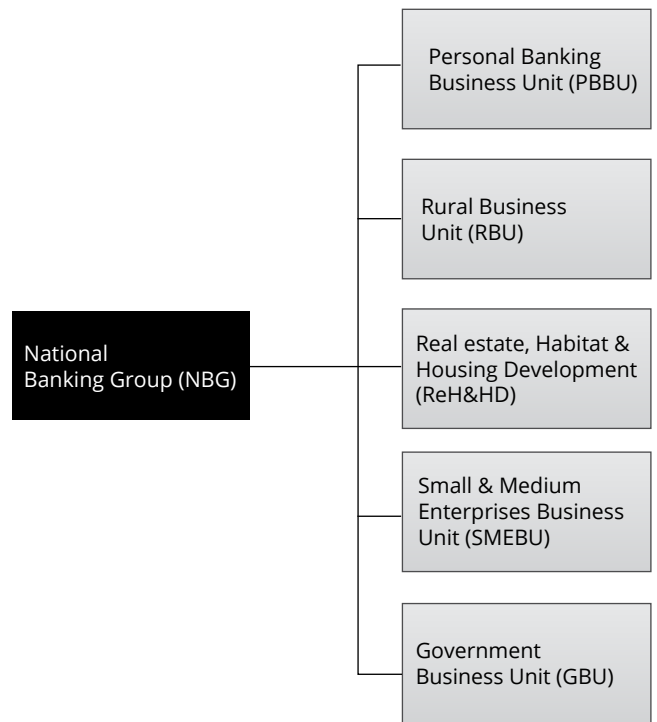 Personal Banking
Business Unit (PBBU)
Rural Business
Unit (RBU)
National
Banking Group (NBG)
Real estate, Habitat &
Housing Development
(ReH&HD)
Small & Medium
Enterprises Business
Unit (SMEBU)
Government
Business Unit (GBU)